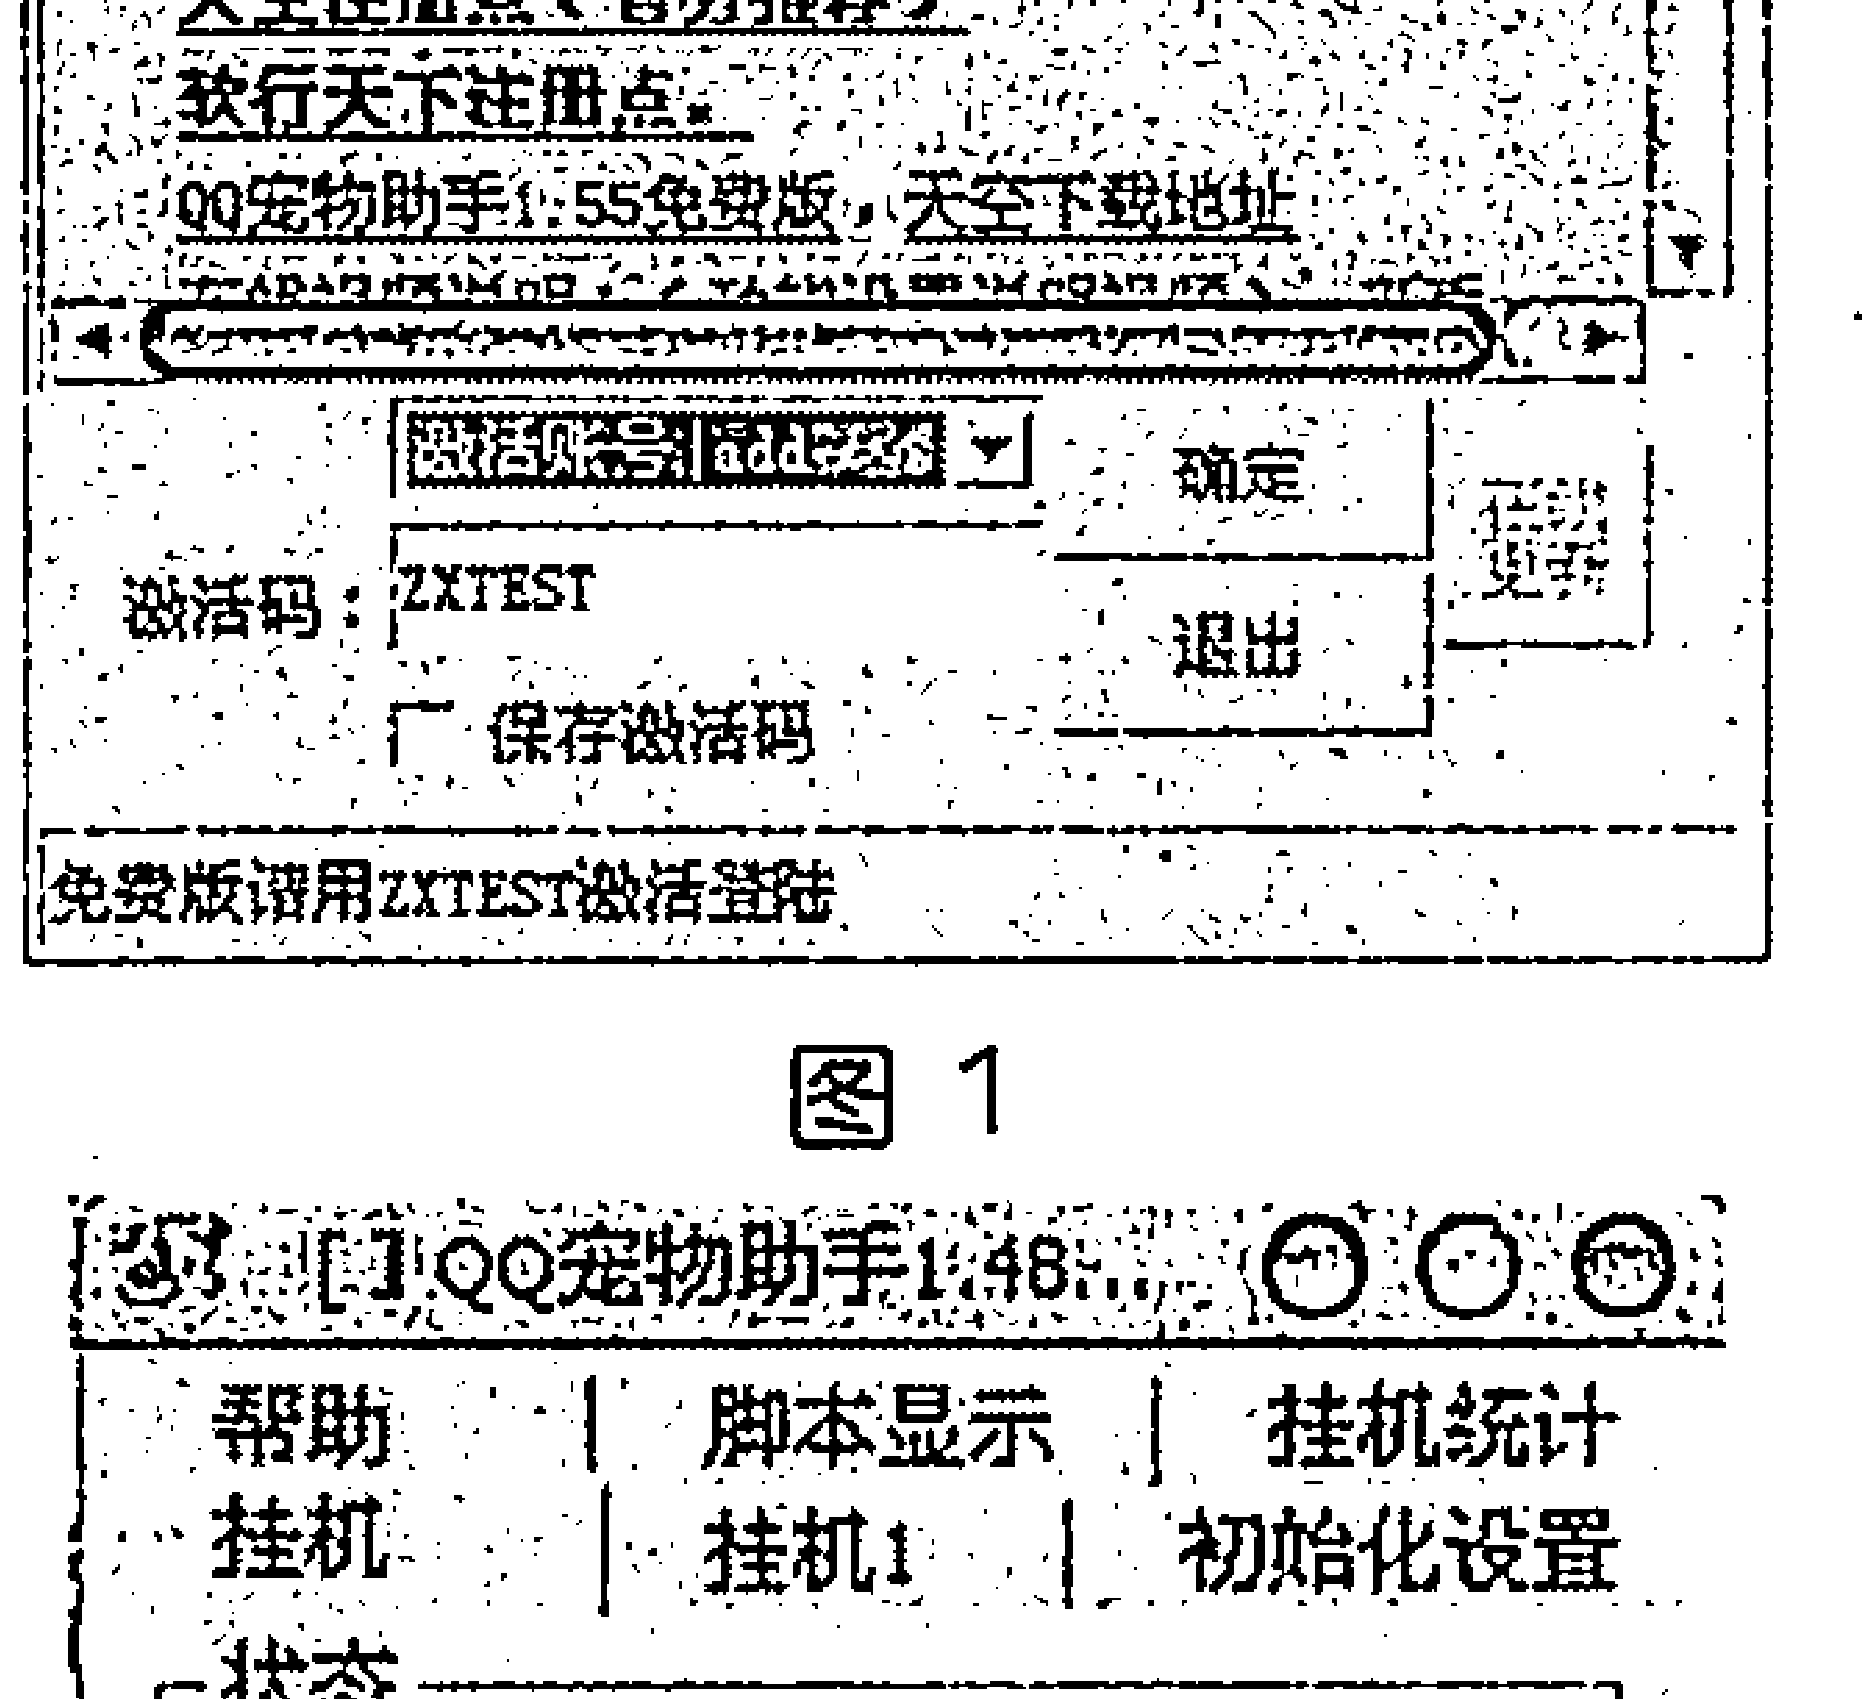 软行天下注册点。
QQ宠物助手1.55免费版，天空下载地址
激活账号
确定
激活码：ZXTEST
退出
保存激活码
免费版请用ZXTEST激活登陆
图 1
[ ] QQ宠物助手1.48...
帮助 | 脚本显示 | 挂机统计
挂机 | 挂机1 | 初始化设置
状态